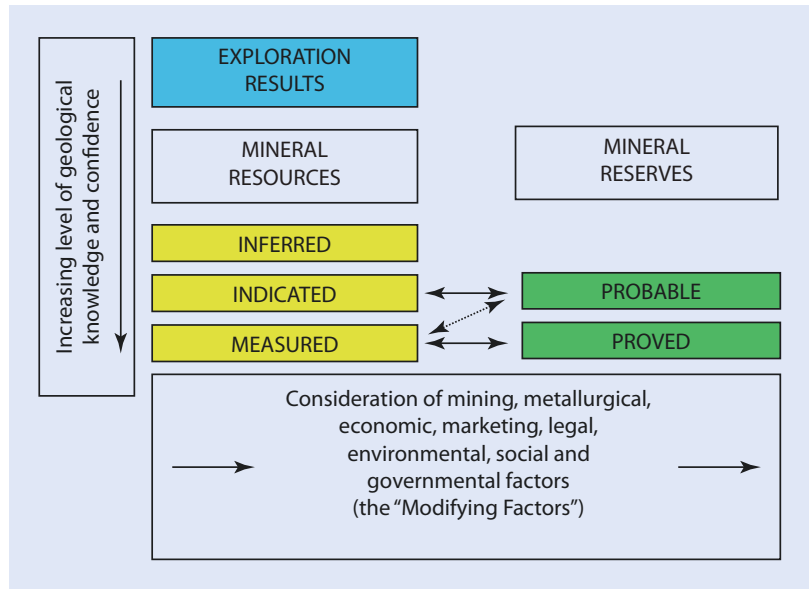 Increasing level of geological
knowledge and confidence
EXPLORATION
RESULTS
MINERAL
RESOURCES
MINERAL
RESERVES
INFERRED
INDICATED
PROBABLE
MEASURED
PROVED
Consideration of mining, metallurgical,
economic, marketing, legal,
environmental, social and
governmental factors
(the “Modifying Factors”)